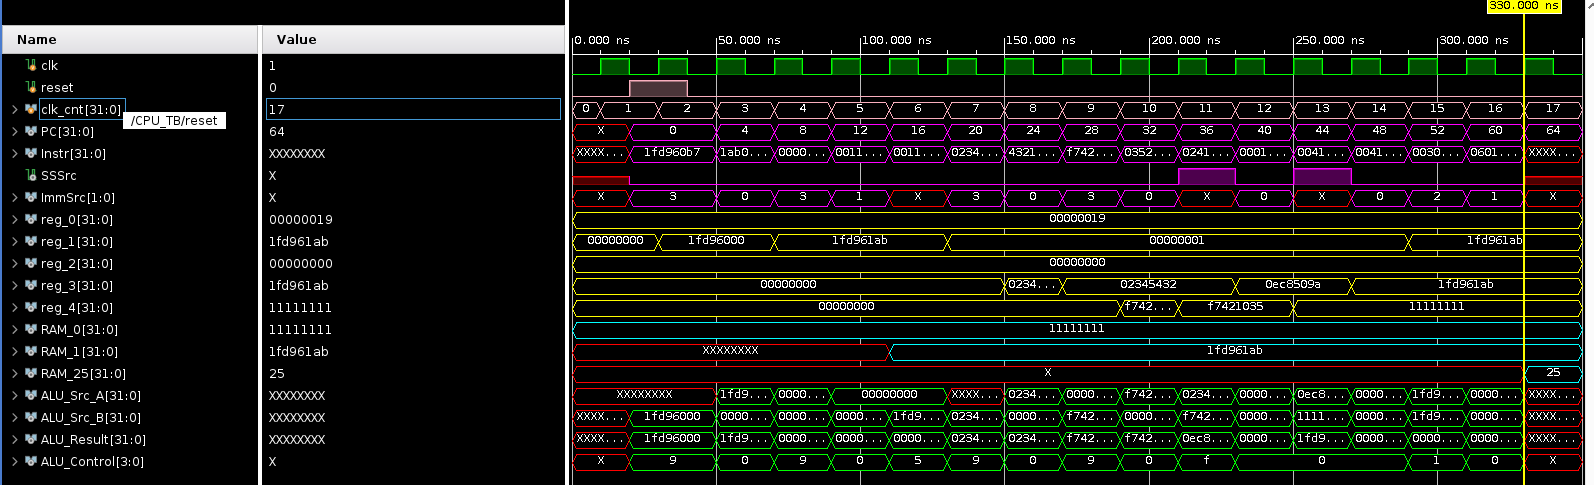 330.000 ns
Name Value
0.000 ns 50.000 ns 100.000 ns 150.000 ns 200.000 ns 250.000 ns 300.000 ns
clk 1
reset 0
clk_cnt[31:0] 17 0 1 2 3 4 5 6 7 8 9 10 11 12 13 14 15 16 17
/CPU_TB/reset
PC[31:0] 64 X 0 4 8 12 16 20 24 28 32 36 40 44 48 52 60 64
Instr[31:0] XXXXXXXX XXXX... 1fd960b7 1ab0... 0000... 0011... 0011... 0234... 4321... f742... 0352... 0241... 0001... 0041... 0041... 0030... 0601... XXXX...
SSSrc X
ImmSrc[1:0] X X 3 0 3 1 X 3 0 3 0 X 0 X 0 2 1 X
reg_0[31:0] 00000019 00000019
reg_1[31:0] 1fd961ab 00000000 1fd96000 1fd961ab 00000001 1fd961ab
reg_2[31:0] 00000000 00000000
reg_3[31:0] 1fd961ab 00000000 0234... 02345432 0ec8509a 1fd961ab
reg_4[31:0] 11111111 00000000 f742... f7421035 11111111
RAM_0[31:0] 11111111 11111111
RAM_1[31:0] 1fd961ab XXXXXXXX 1fd961ab
RAM_25[31:0] 25 X 25
ALU_Src_A[31:0] XXXXXXXX XXXXXXXX 1fd9... 0000... 00000000 XXXX... 0234... 0000... f742... 0234... 0000... 0ec8... 0000... 1fd9... 0000... XXXX...
ALU_Src_B[31:0] XXXXXXXX XXXX... 1fd96000 0000... 0000... 0000... 1fd9... 0234... 0000... f742... 0000... f742... 0000... 1111... 0000... 1fd9... 0000... XXXX...
ALU_Result[31:0] XXXXXXXX XXXX... 1fd96000 1fd9... 0000... 0000... 0000... 0234... 0234... f742... f742... 0ec8... 0000... 1fd9... 0000... 0000... 0000... XXXX...
ALU_Control[3:0] X X 9 0 9 0 5 9 0 9 0 f 0 1 0 X